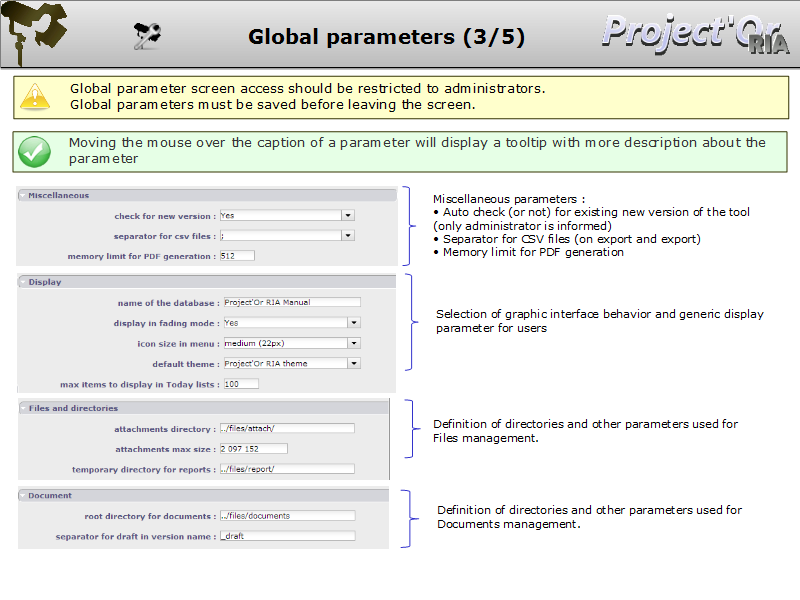 Global parameters (3/5)
Project'Or
RIA
Global parameter screen access should be restricted to administrators.
Global parameters must be saved before leaving the screen.
Moving the mouse over the caption of a parameter will display a tooltip with more description about the
parameter
Miscellaneous
check for new version : Yes
separator for csv files : ;
memory limit for PDF generation : 512
Miscellaneous parameters :
• Auto check (or not) for existing new version of the tool
(only administrator is informed)
• Separator for CSV files (on export and export)
• Memory limit for PDF generation
Display
name of the database : Project'Or RIA Manual
display in fading mode : Yes
icon size in menu : medium (22px)
default theme : Project'Or RIA theme
max items to display in Today lists : 100
Selection of graphic interface behavior and generic display
parameter for users
Files and directories
attachments directory : ../files/attach/
attachments max size : 2 097 152
temporary directory for reports : ../files/report/
Definition of directories and other parameters used for
Files management.
Document
root directory for documents : ../files/documents
separator for draft in version name : _draft
Definition of directories and other parameters used for
Documents management.